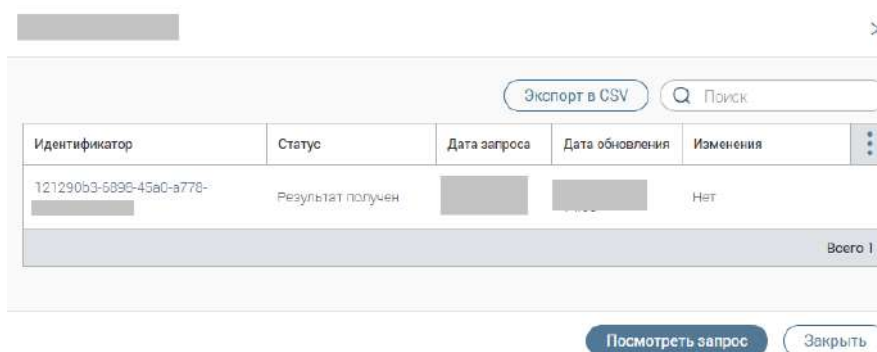 Экспорт в CSV
Поиск
Идентификатор Статус Дата запроса Дата обновления Изменения
121290b3-6898-45a0-a778-
Результат получен Нет
Всего 1
Посмотреть запрос Закрыть